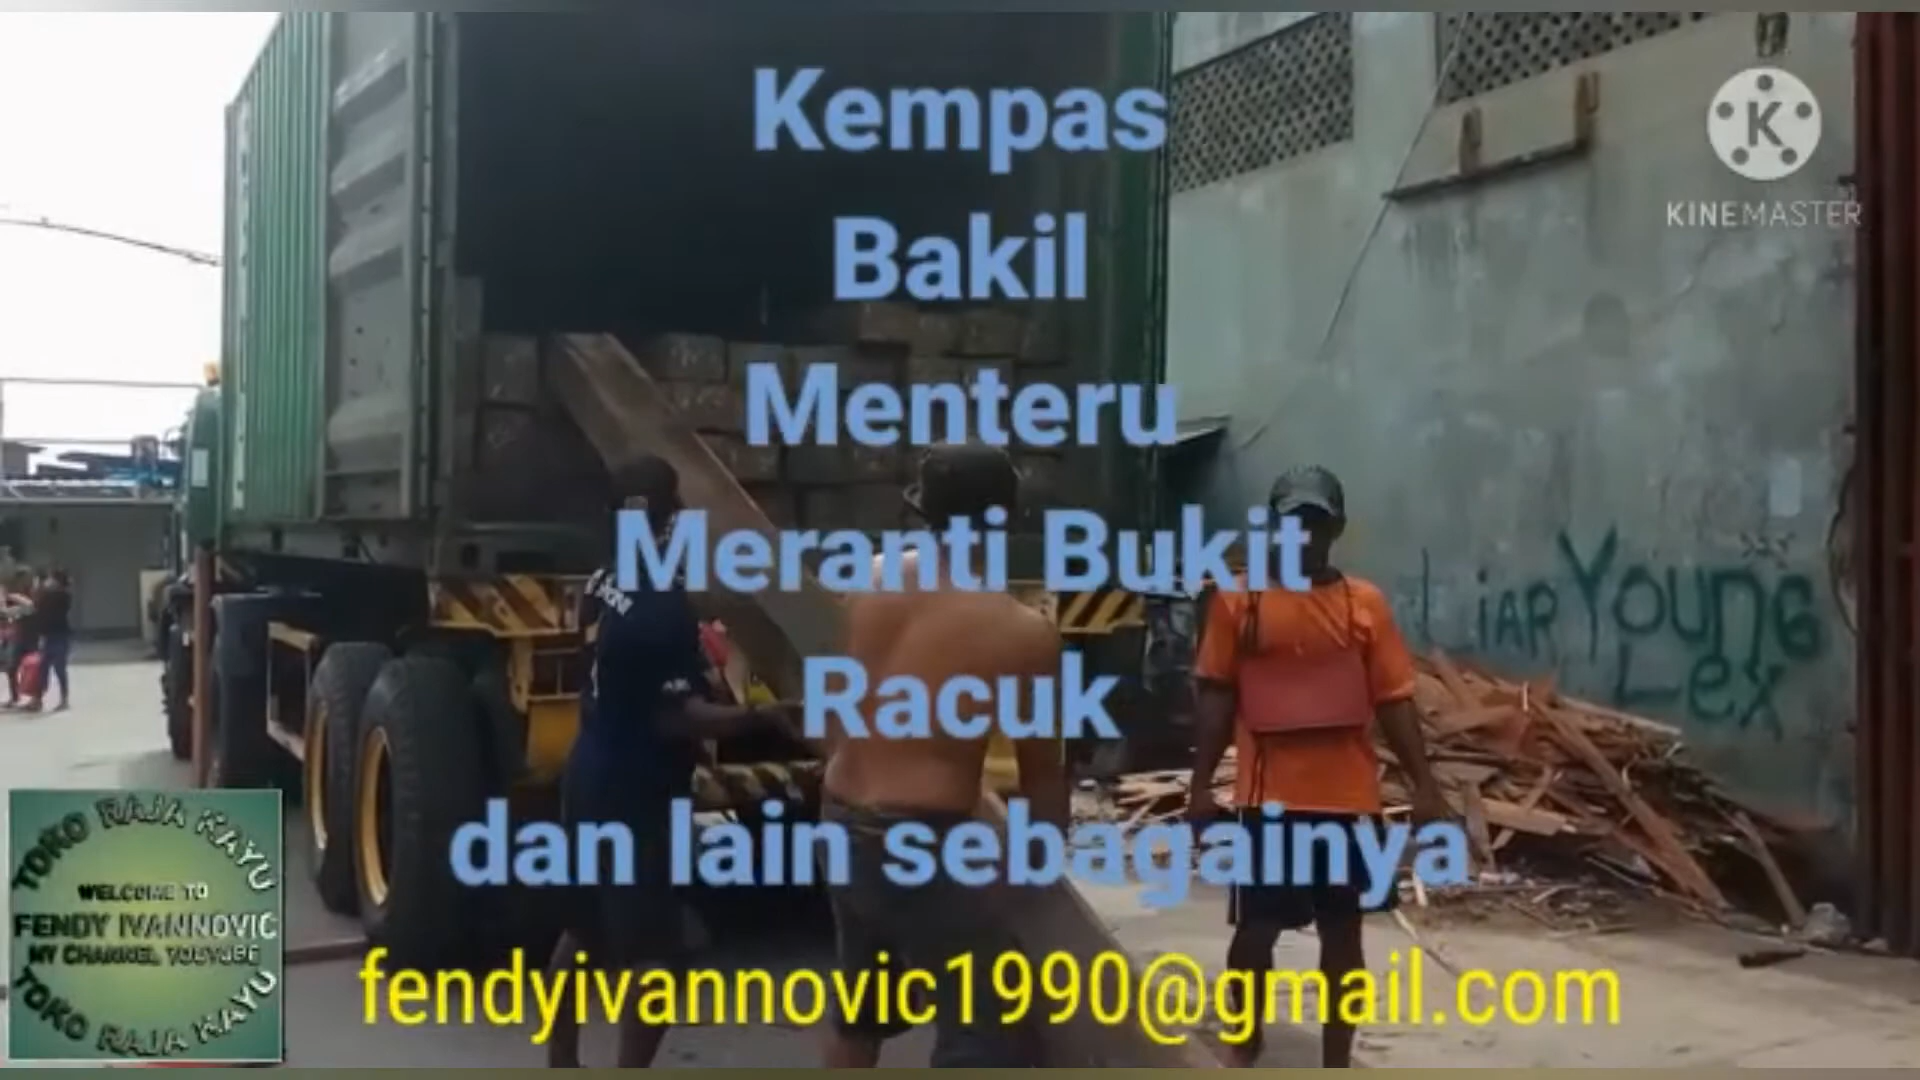 Kempas
Bakil
Menteru
Meranti Bukit
Racuk
dan lain sebagainya
fendyivannovic1990@gmail.com
K
KINEMASTER
LiAR YOUNG
Lex
TOKO RAJA KAYU
WELCOME TO
FENDY IVANNOVIC
MY CHANNEL YOUTUBE
TOKO RAJA KAYU